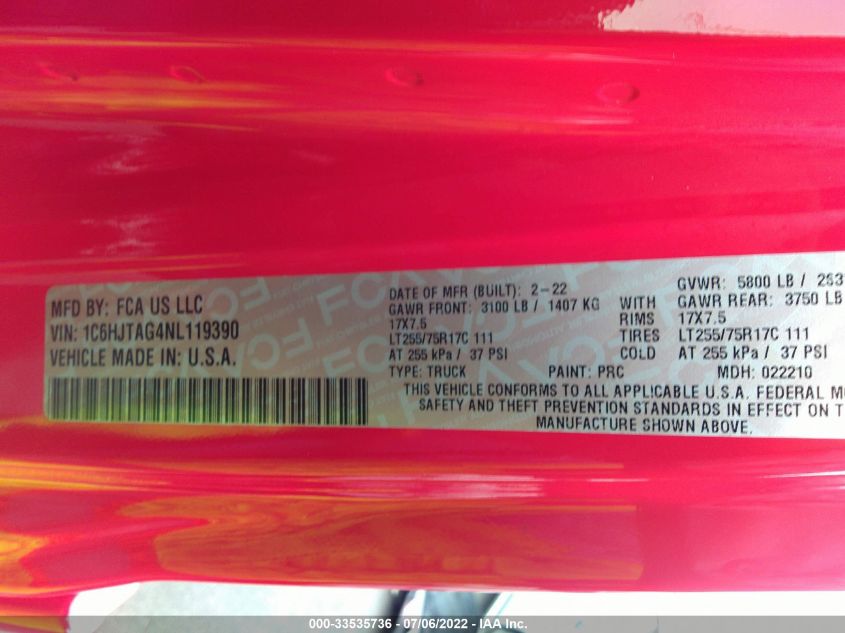 MFD BY: FCA US LLC
VIN: 1C6HJTAG4NL119390
VEHICLE MADE IN: U.S.A.
DATE OF MFR (BUILT): 2-22
GVWR: 5800 LB /
GAWR FRONT: 3100 LB / 1407 KG WITH GAWR REAR: 3750 LB
17X7.5 RIMS 17X7.5
LT255/75R17C 111 TIRES LT255/75R17C 111
AT 255 kPa / 37 PSI COLD AT 255 kPa / 37 PSI
TYPE: TRUCK PAINT: PRC MDH: 022210
THIS VEHICLE CONFORMS TO ALL APPLICABLE U.S.A. FEDERAL
SAFETY AND THEFT PREVENTION STANDARDS IN EFFECT ON
MANUFACTURE SHOWN ABOVE.
000-33535736 - 07/06/2022 - IAA Inc.